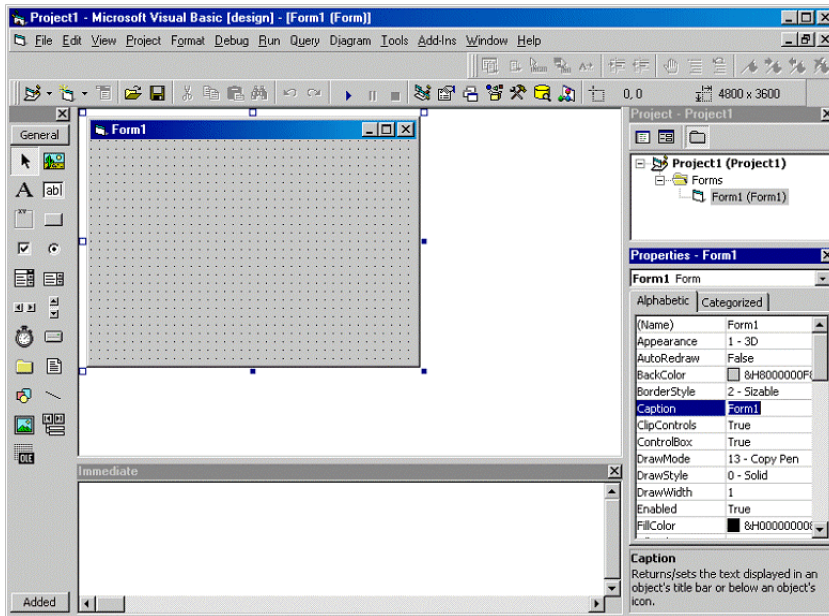 Project1 - Microsoft Visual Basic [design] - [Form1 (Form)]
File Edit View Project Format Debug Run Query Diagram Tools Add-Ins Window Help
0, 0 4800 x 3600
General
A abl
XY
OLE
Added
Form1
Immediate
Project - Project1
Project1 (Project1)
Forms
Form1 (Form1)
Properties - Form1
Form1 Form
Alphabetic Categorized
(Name) Form1
Appearance 1 - 3D
AutoRedraw False
BackColor &H8000000F&
BorderStyle 2 - Sizable
Caption Form1
ClipControls True
ControlBox True
DrawMode 13 - Copy Pen
DrawStyle 0 - Solid
DrawWidth 1
Enabled True
FillColor &H00000000&
Caption
Returns/sets the text displayed in an
object's title bar or below an object's
icon.